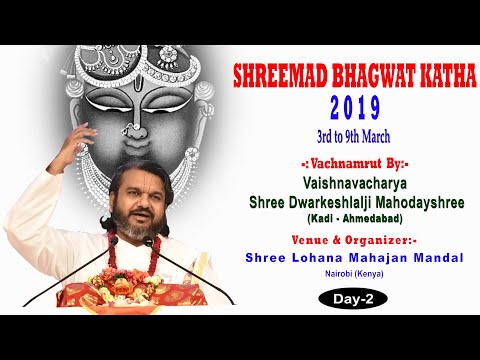 SHREEMAD BHAGWAT KATHA
2019
3rd to 9th March
-: Vachnamrut By:-
Vaishnavacharya
Shree Dwarkeshlalji Mahodayshree
(Kadi - Ahmedabad)
Venue & Organizer:-
Shree Lohana Mahajan Mandal
Nairobi (Kenya)
Day-2